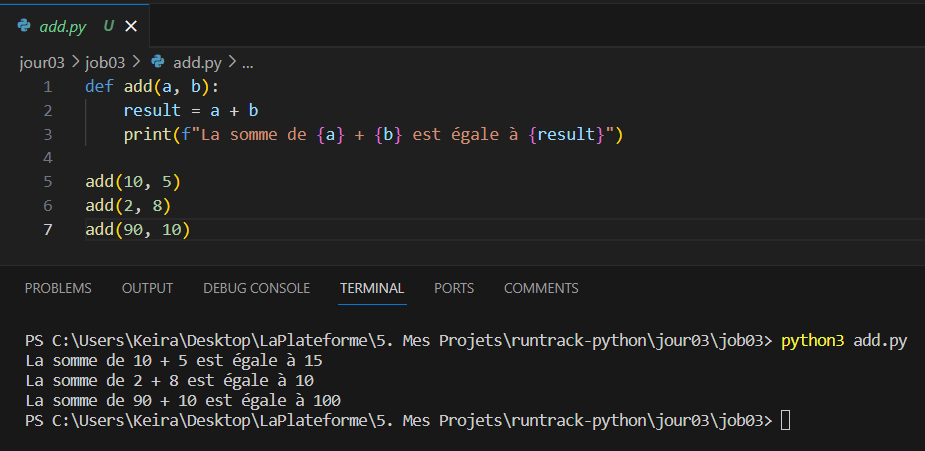 add.py U
jour03 > job03 > add.py > ...
1 def add(a, b):
2 result = a + b
3 print(f"La somme de {a} + {b} est égale à {result}")
4
5 add(10, 5)
6 add(2, 8)
7 add(90, 10)
PROBLEMS OUTPUT DEBUG CONSOLE TERMINAL PORTS COMMENTS
PS C:\Users\Keira\Desktop\LaPlateforme\5. Mes Projets\runtrack-python\jour03\job03> python3 add.py
La somme de 10 + 5 est égale à 15
La somme de 2 + 8 est égale à 10
La somme de 90 + 10 est égale à 100
PS C:\Users\Keira\Desktop\LaPlateforme\5. Mes Projets\runtrack-python\jour03\job03>